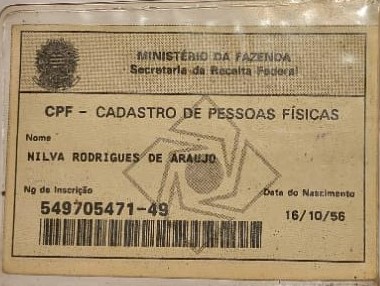 MINISTÉRIO DA FAZENDA
Secretaria da Receita Federal
CPF - CADASTRO DE PESSOAS FÍSICAS
Nome
NILVA RODRIGUES DE ARAUJO
Nº de Inscrição
Data do Nascimento
549705471-49
16/10/56